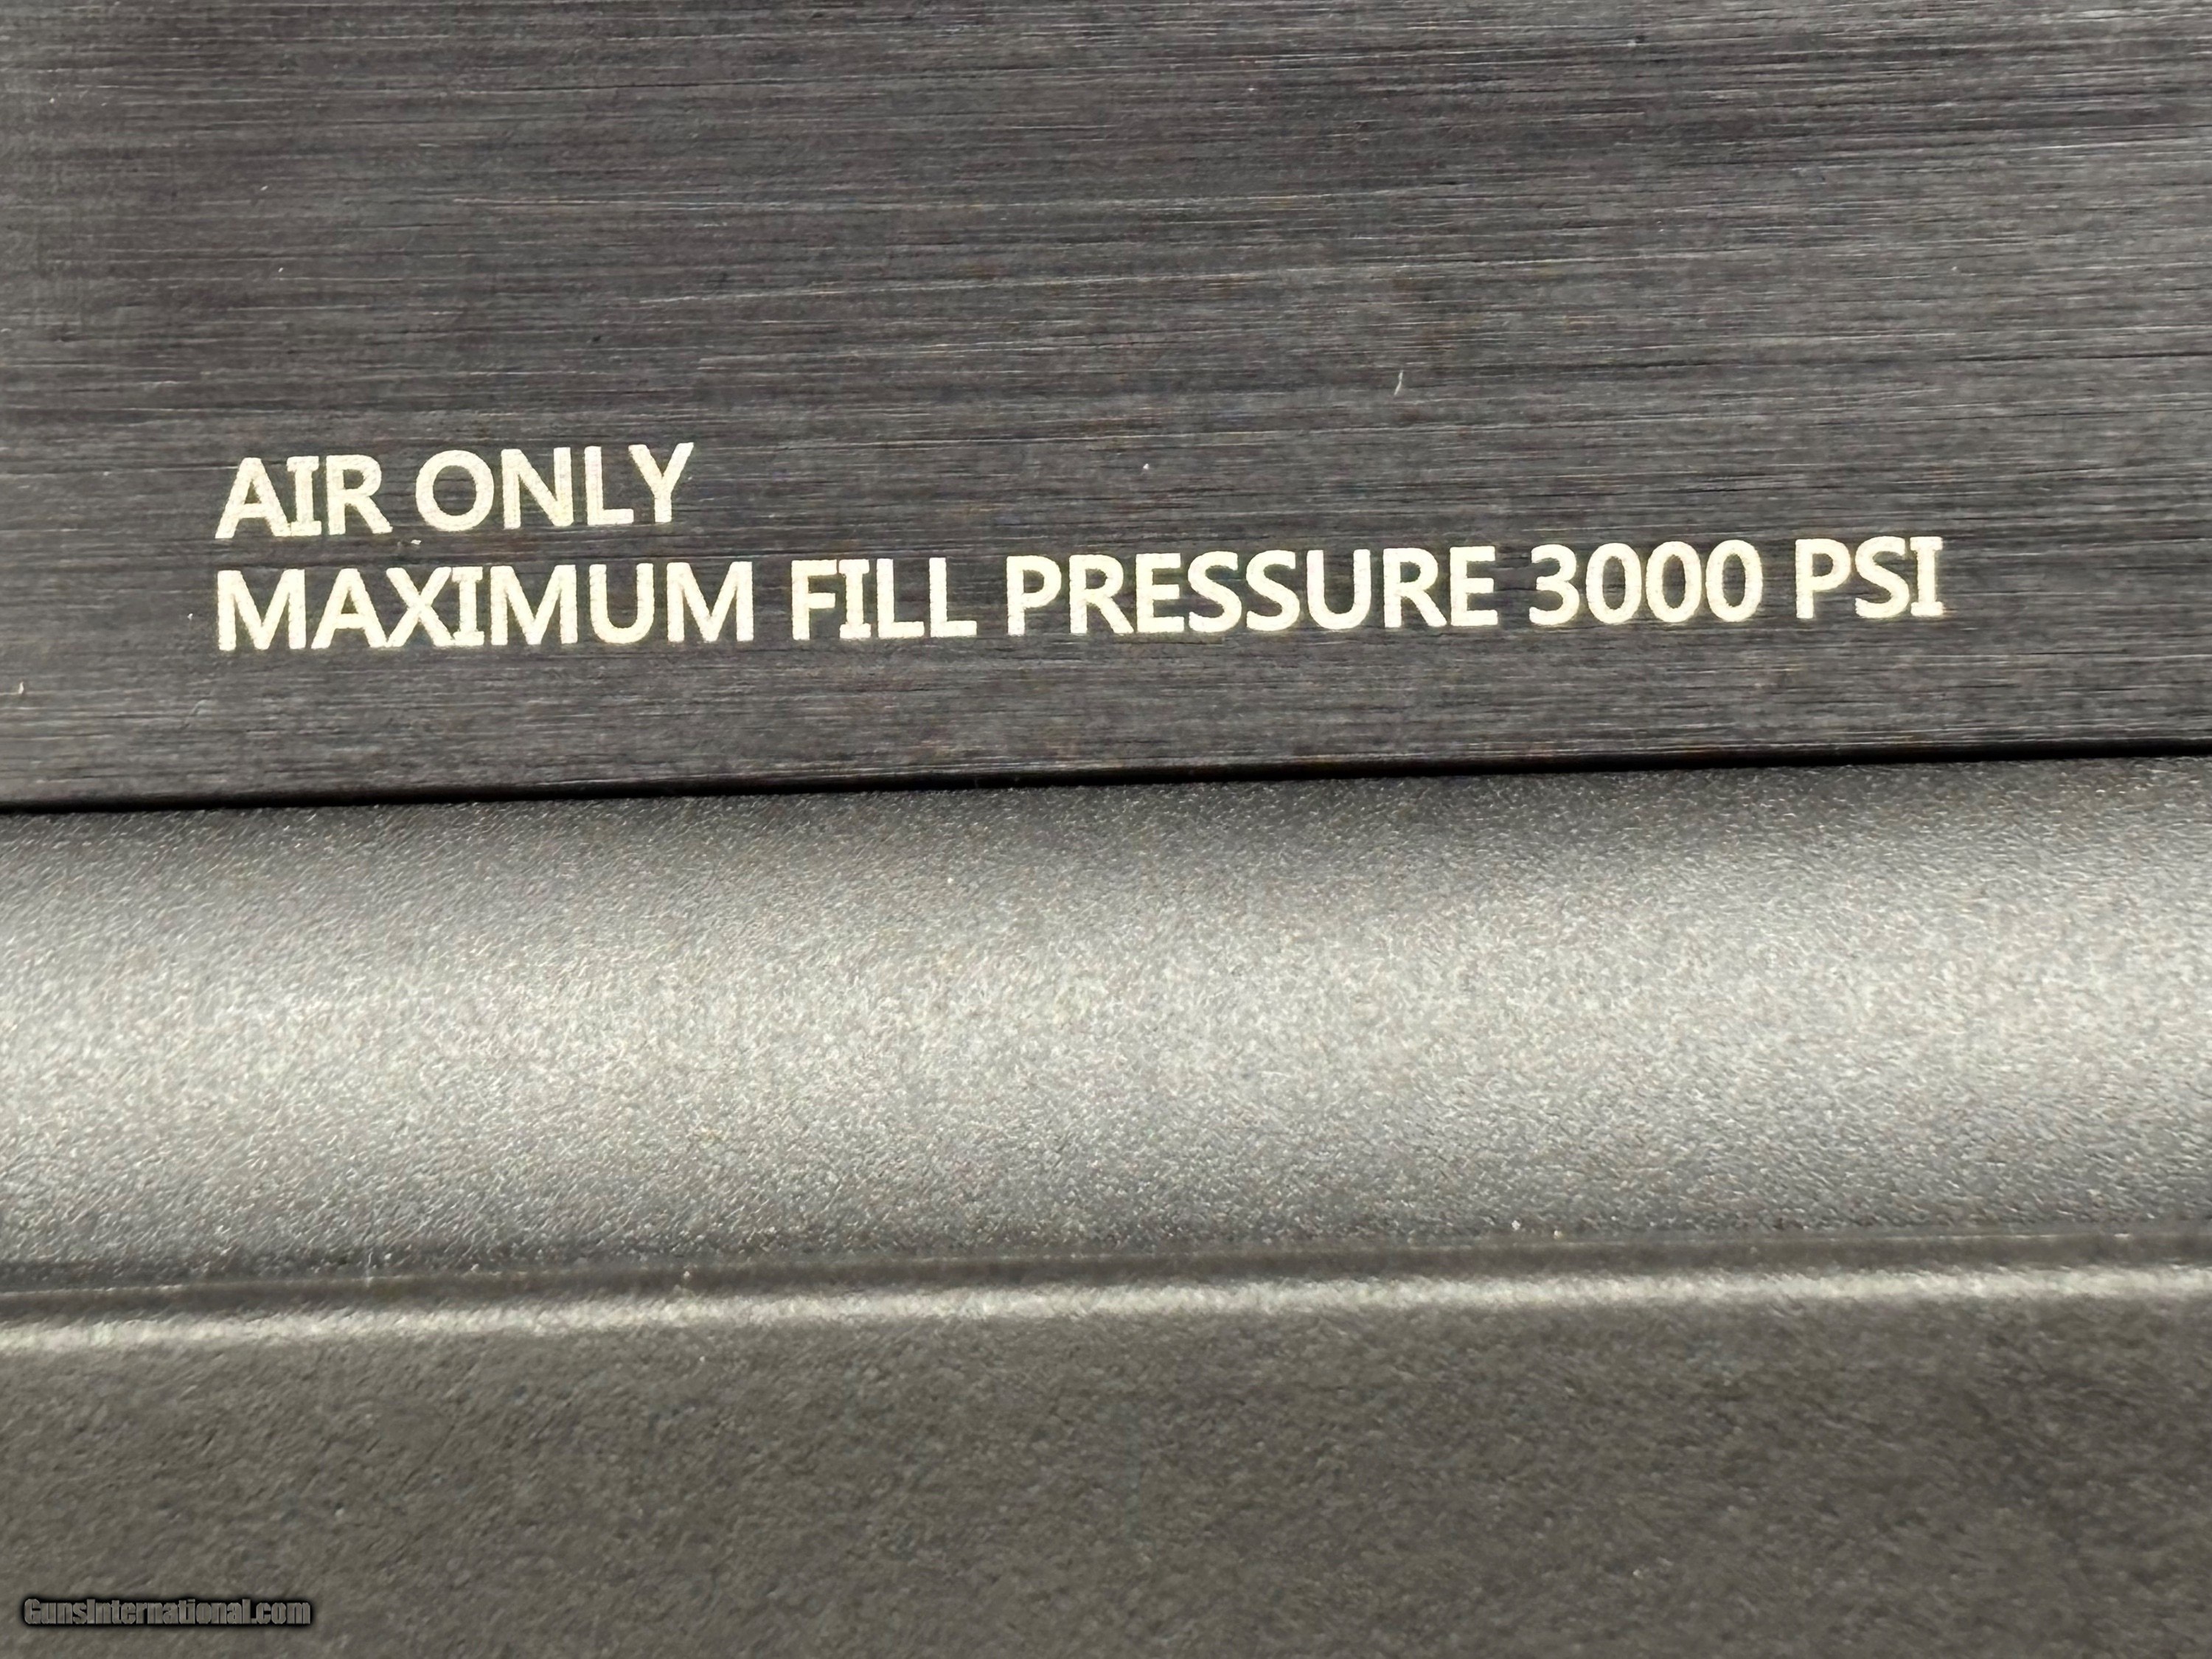 AIR ONLY
MAXIMUM FILL PRESSURE 3000 PSI
GunsInternational.com